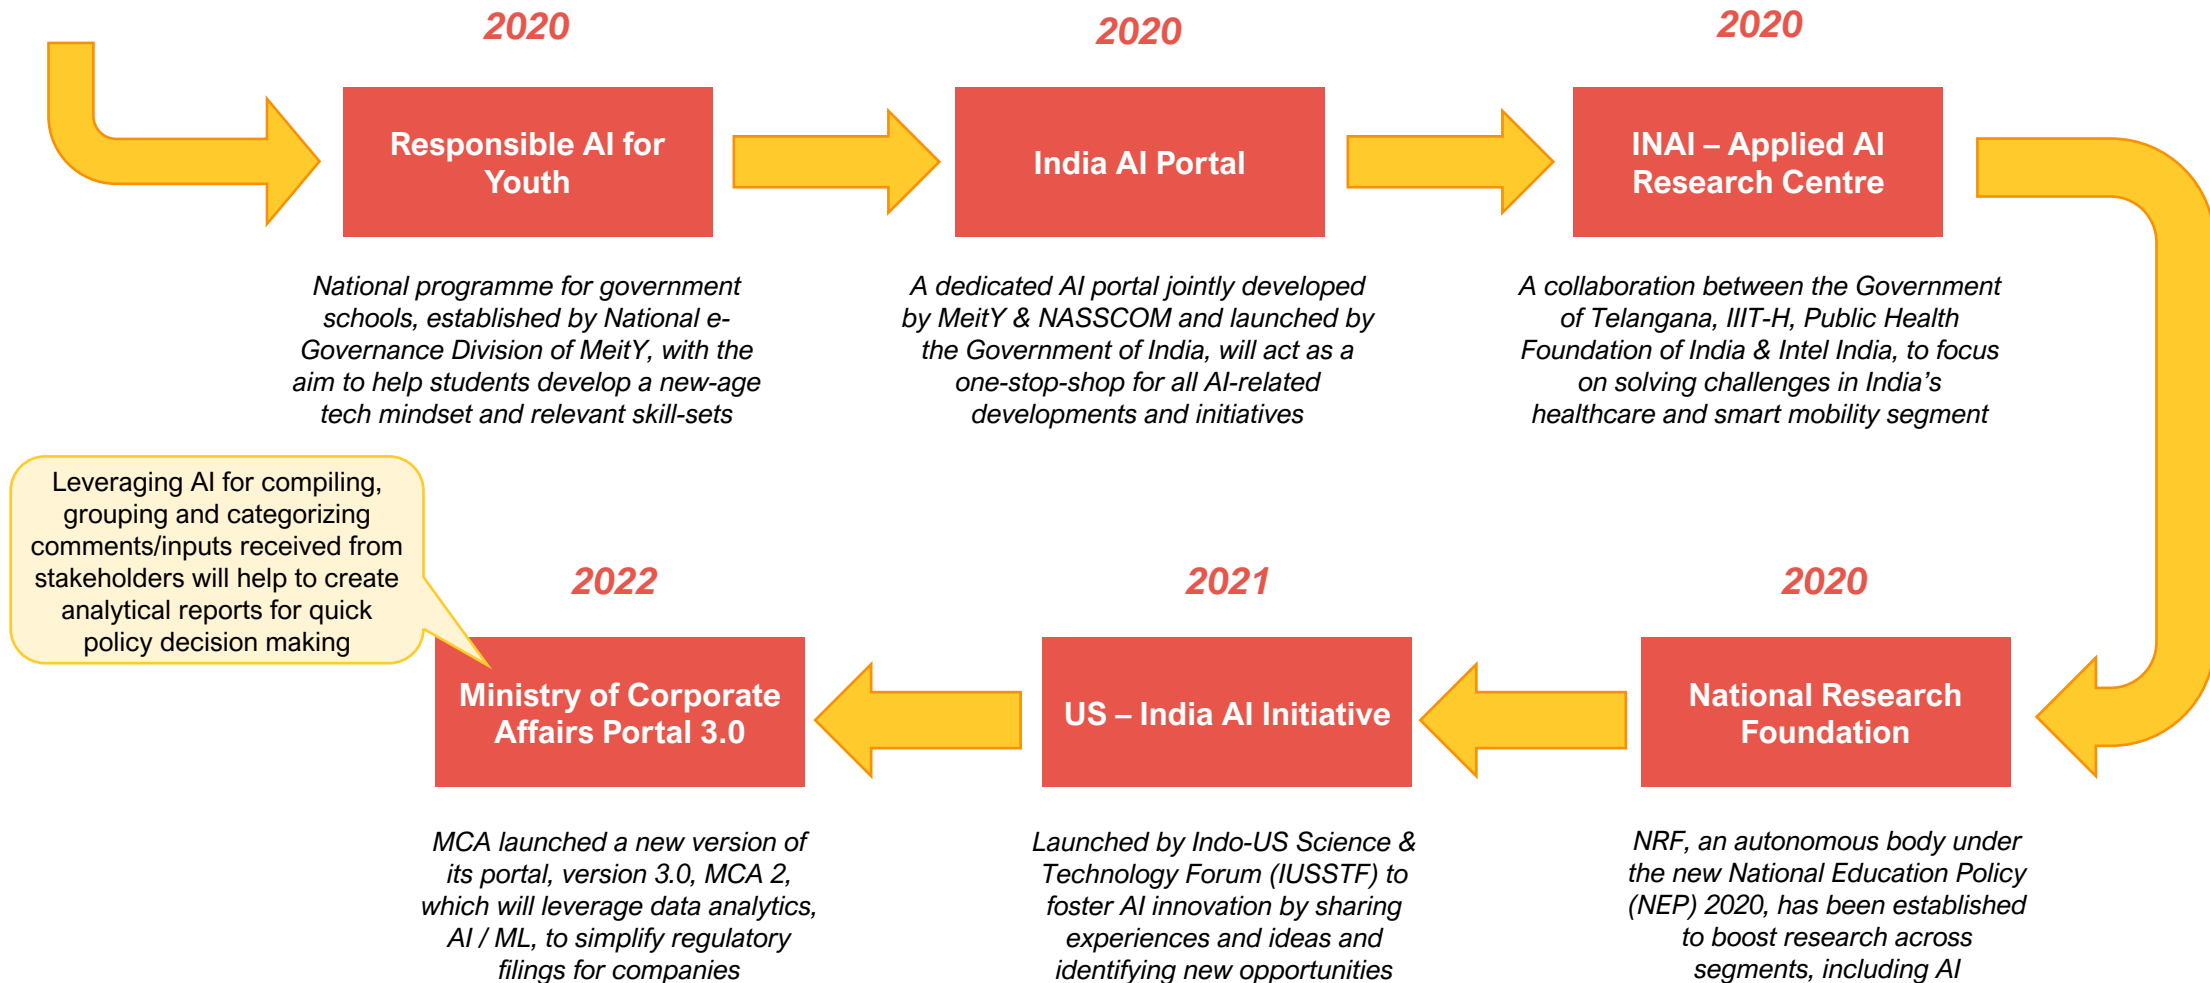 2020
Responsible AI for
Youth
National programme for government
schools, established by National e-
Governance Division of MeitY, with the
aim to help students develop a new-age
tech mindset and relevant skill-sets
2020
India AI Portal
A dedicated AI portal jointly developed
by MeitY & NASSCOM and launched by
the Government of India, will act as a
one-stop-shop for all AI-related
developments and initiatives
2020
INAI – Applied AI
Research Centre
A collaboration between the Government
of Telangana, IIIT-H, Public Health
Foundation of India & Intel India, to focus
on solving challenges in India’s
healthcare and smart mobility segment
2020
National Research
Foundation
NRF, an autonomous body under
the new National Education Policy
(NEP) 2020, has been established
to boost research across
segments, including AI
2021
US – India AI Initiative
Launched by Indo-US Science &
Technology Forum (IUSSTF) to
foster AI innovation by sharing
experiences and ideas and
identifying new opportunities
2022
Ministry of Corporate
Affairs Portal 3.0
MCA launched a new version of
its portal, version 3.0, MCA 2,
which will leverage data analytics,
AI / ML, to simplify regulatory
filings for companies
Leveraging AI for compiling,
grouping and categorizing
comments/inputs received from
stakeholders will help to create
analytical reports for quick
policy decision making